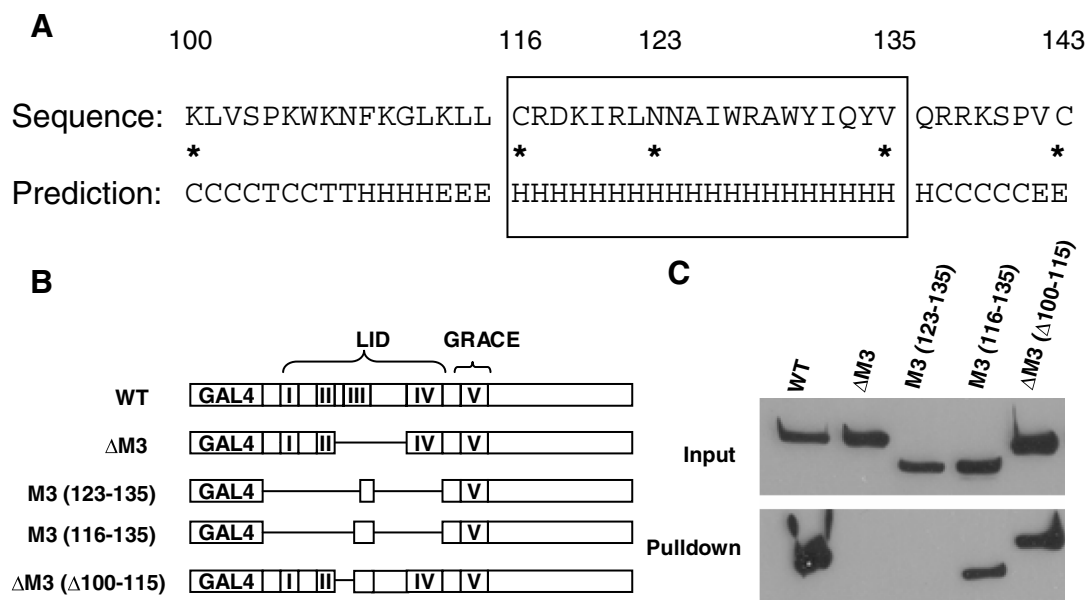 A
100 116 123 135 143
Sequence: KLVSPKWKNFKGLKLL CRDKIRLNNAIWRAWYIQYV QRRKSPVC
* * * * *
Prediction: CCCCTCCTTHHHHEEE HHHHHHHHHHHHHHHHHHHH HCCCCCEE
B
LID GRACE
WT GAL4 I II III IV V
ΔM3 GAL4 I II IV V
M3 (123-135) GAL4 V
M3 (116-135) GAL4 V
ΔM3 (Δ100-115) GAL4 I II IV V
C
WT
ΔM3
M3 (123-135)
M3 (116-135)
ΔM3 (Δ100-115)
Input
Pulldown